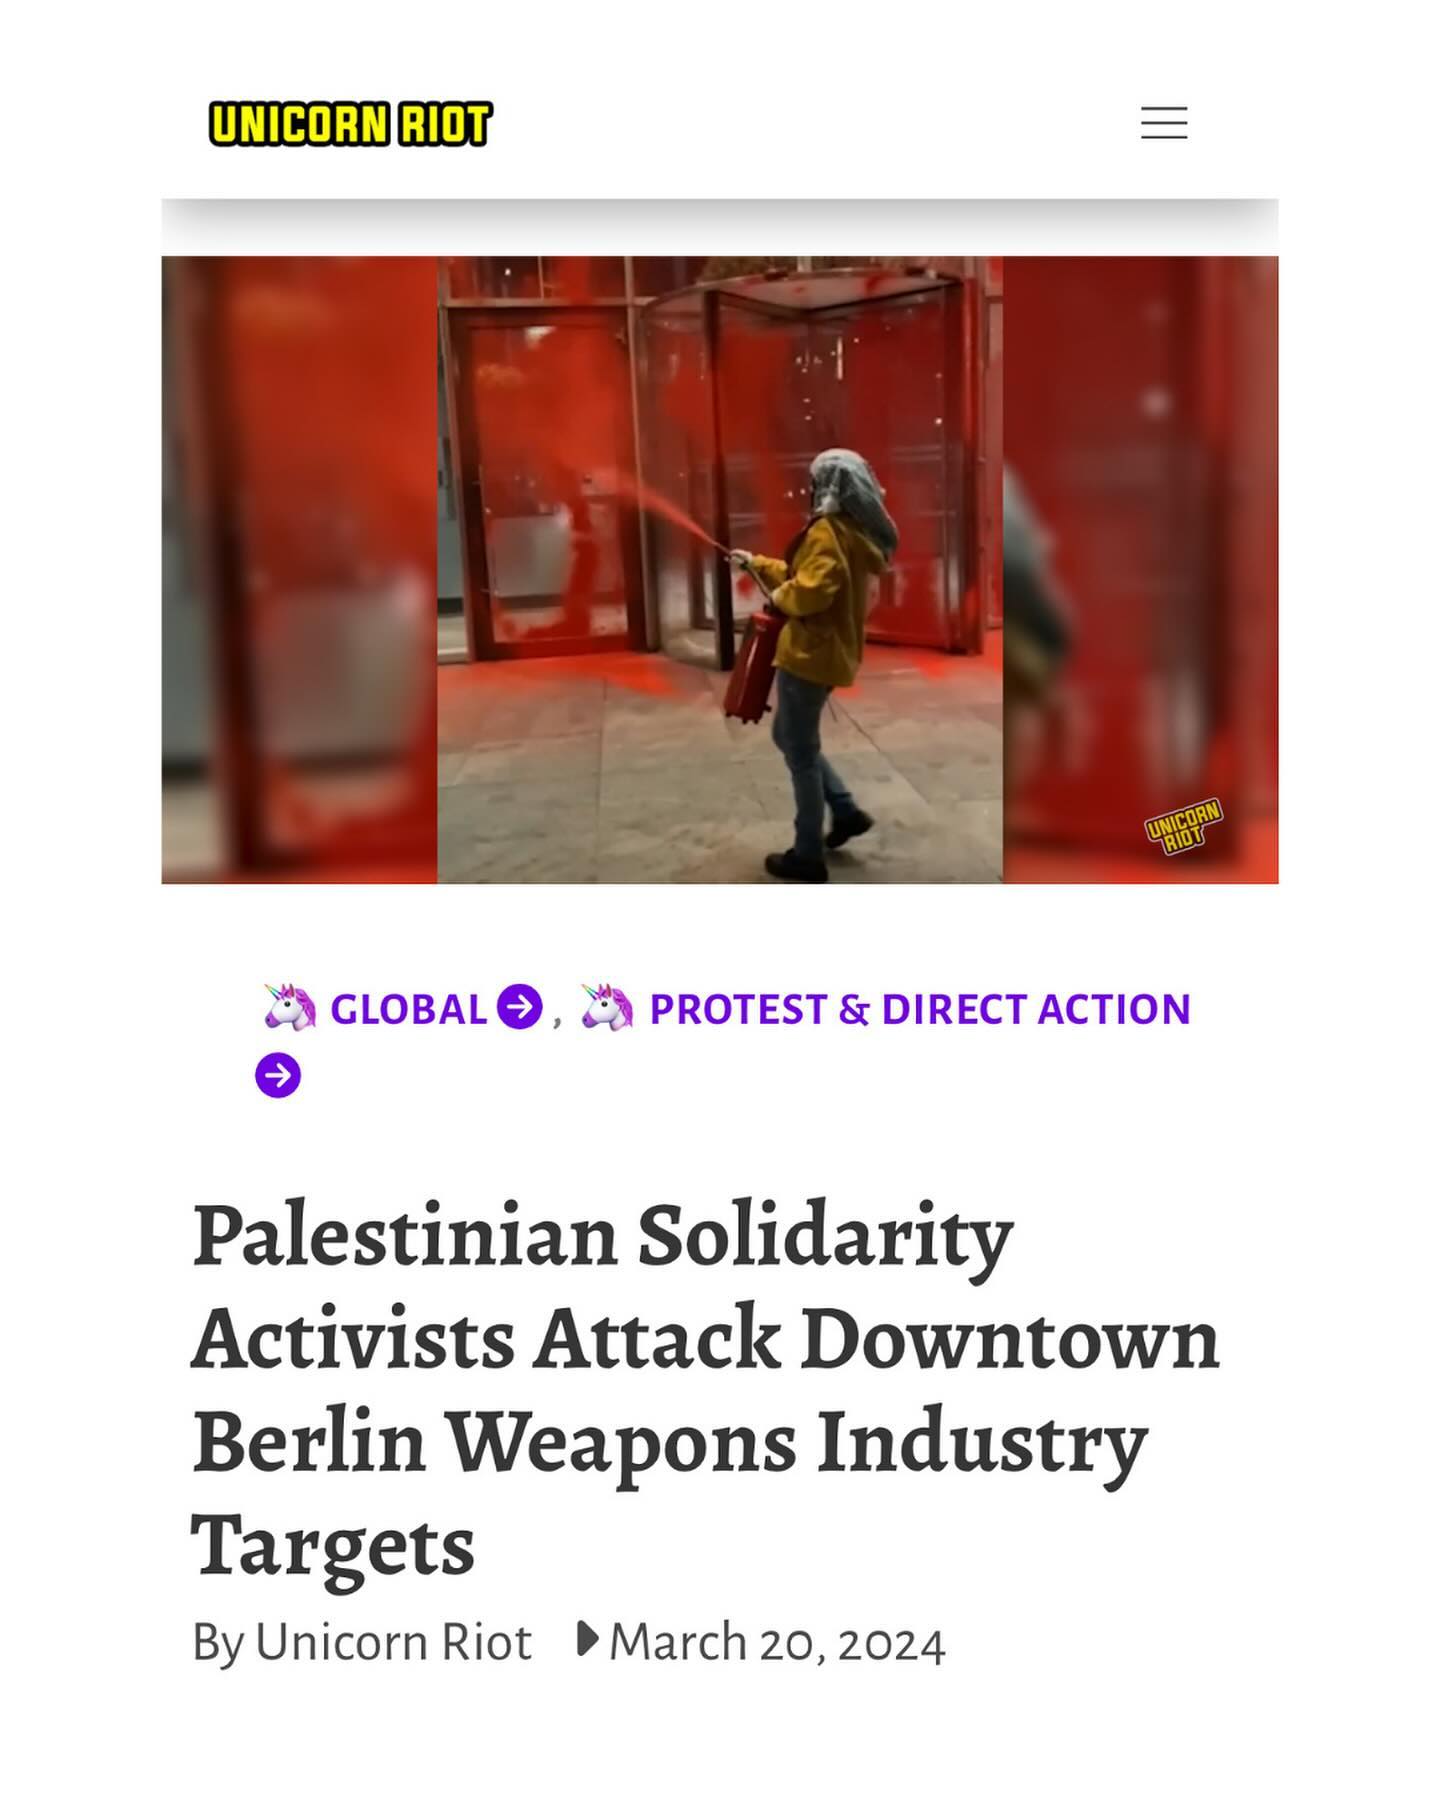 UNICORN RIOT
UNICORN
RIOT
GLOBAL , PROTEST & DIRECT ACTION
Palestinian Solidarity
Activists Attack Downtown
Berlin Weapons Industry
Targets
By Unicorn Riot March 20, 2024